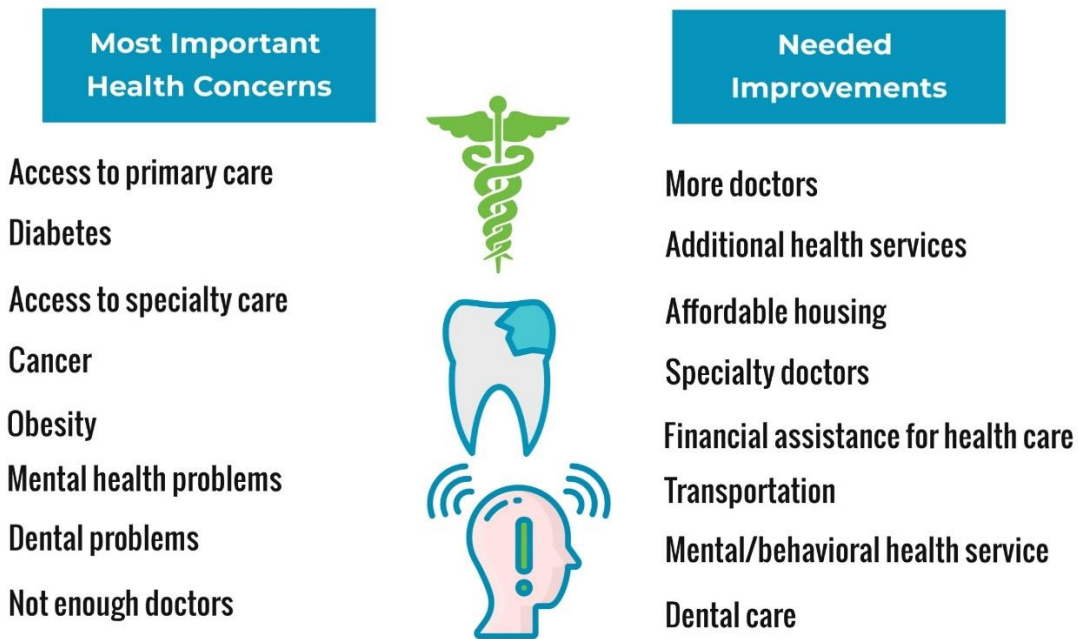 Most Important
Health Concerns
Access to primary care
Diabetes
Access to specialty care
Cancer
Obesity
Mental health problems
Dental problems
Not enough doctors
Needed
Improvements
More doctors
Additional health services
Affordable housing
Specialty doctors
Financial assistance for health care
Transportation
Mental/behavioral health service
Dental care